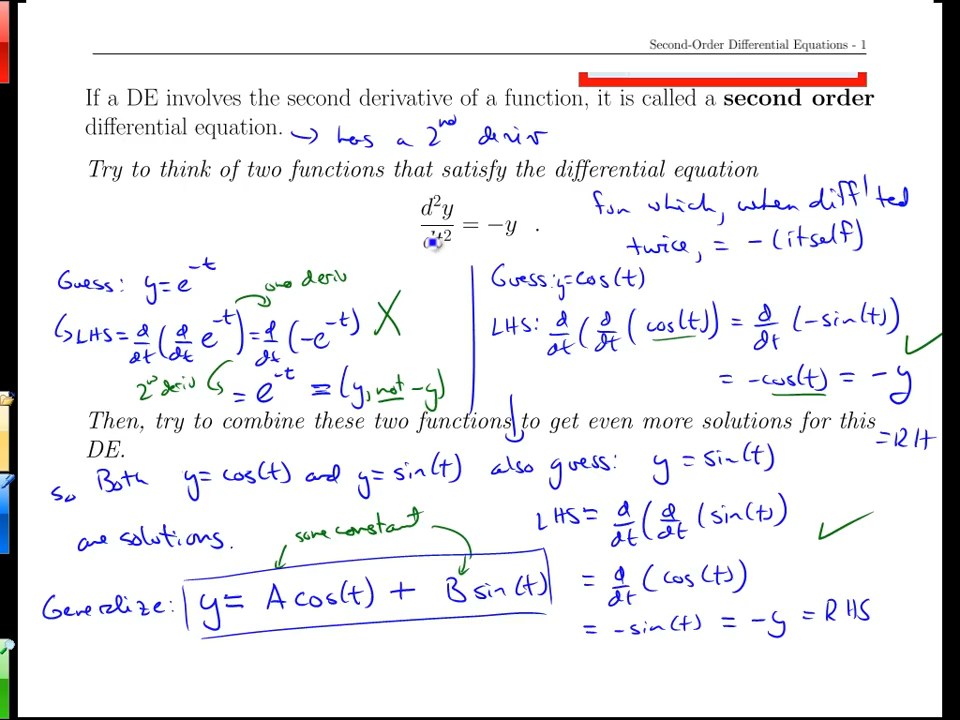 Second-Order Differential Equations - 1
If a DE involves the second derivative of a function, it is called a second order
differential equation. → has a 2nd deriv
Try to think of two functions that satisfy the differential equation
d²y/dt² = −y .
fun which, when diff'ted
twice, = −(itself)
Guess: y = e^−t
one deriv
↳ LHS = d/dt (d/dt e^−t) = d/dt (−e^−t) ✗
2nd deriv
= e^−t = (y, not −y)
Guess: y = cos(t)
LHS: d/dt (d/dt (cos(t)) = d/dt (−sin(t)) ✓
= −cos(t) = −y
= RH
Then, try to combine these two functions to get even more solutions for this
DE.
so Both y = cos(t) and y = sin(t)
are solutions.
also guess: y = sin(t)
LHS = d/dt (d/dt (sin(t)) ✓
= d/dt (cos(t))
= −sin(t) = −y = RHS
some constant
Generalize: y = A cos(t) + B sin(t)